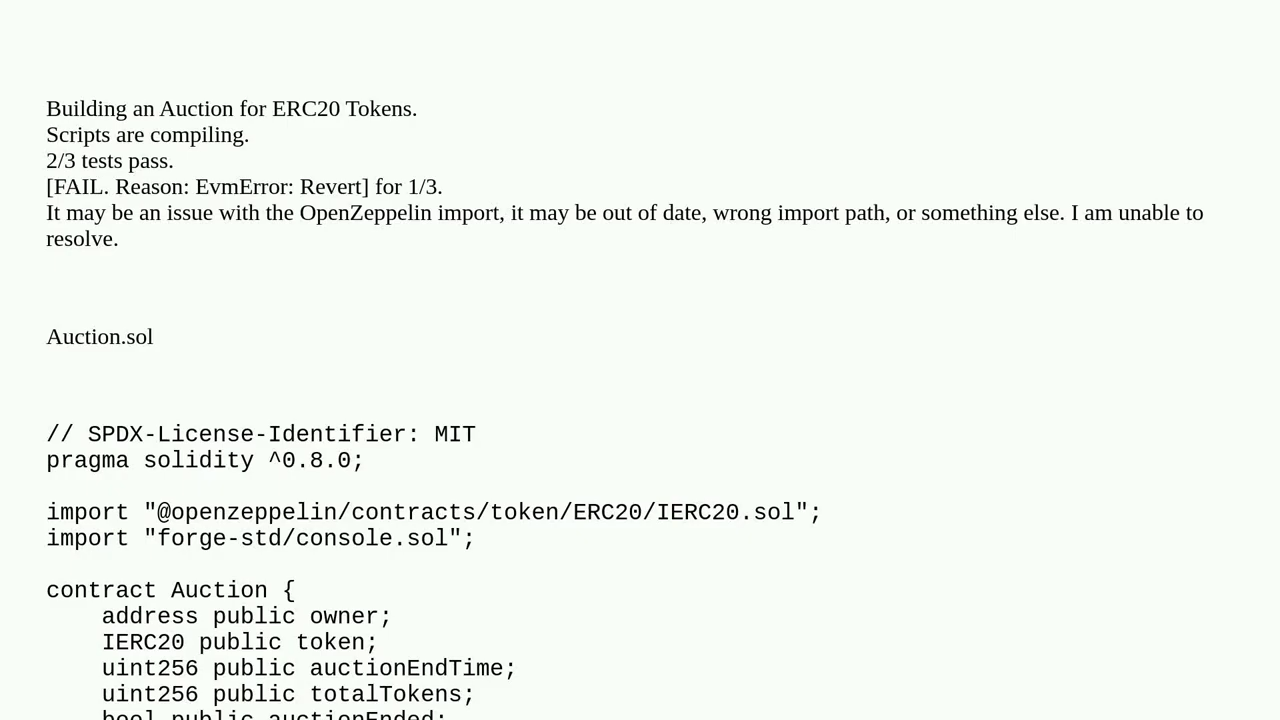 Building an Auction for ERC20 Tokens.
Scripts are compiling.
2/3 tests pass.
[FAIL. Reason: EvmError: Revert] for 1/3.
It may be an issue with the OpenZeppelin import, it may be out of date, wrong import path, or something else. I am unable to
resolve.
Auction.sol
// SPDX-License-Identifier: MIT
pragma solidity ^0.8.0;
import "@openzeppelin/contracts/token/ERC20/IERC20.sol";
import "forge-std/console.sol";
contract Auction {
    address public owner;
    IERC20 public token;
    uint256 public auctionEndTime;
    uint256 public totalTokens;
    bool public auctionEnded;